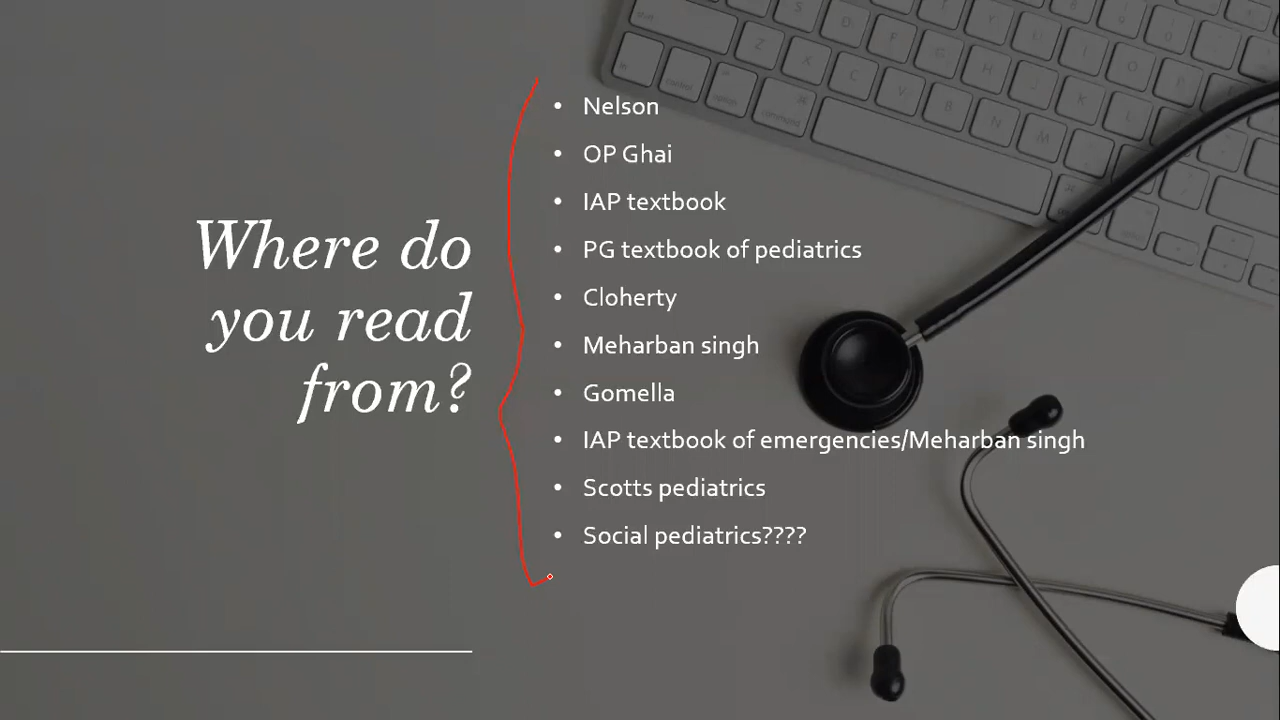 Where do
you read
from?
• Nelson
• OP Ghai
• IAP textbook
• PG textbook of pediatrics
• Cloherty
• Meharban singh
• Gomella
• IAP textbook of emergencies/Meharban singh
• Scotts pediatrics
• Social pediatrics????